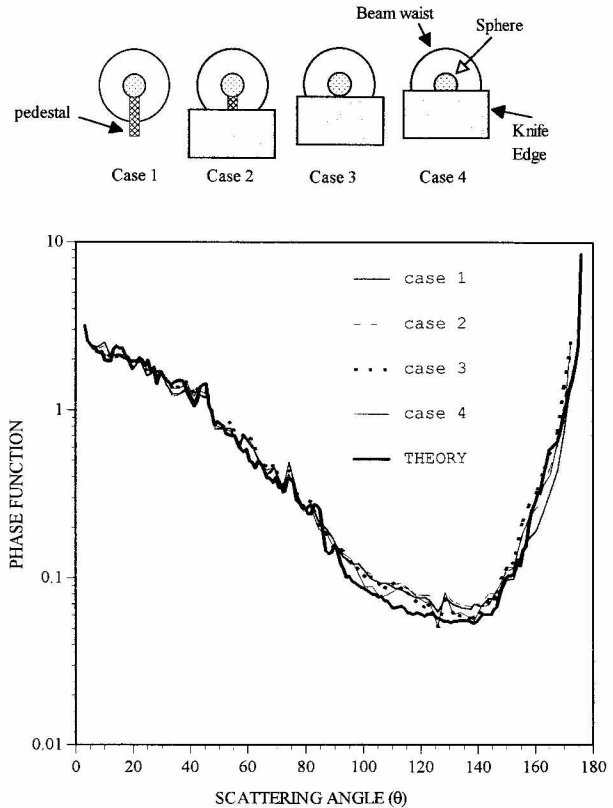 Beam waist
Sphere
pedestal
Knife
Edge
Case 1
Case 2
Case 3
Case 4
10
case 1
case 2
case 3
case 4
THEORY
1
0.1
0.01
PHASE FUNCTION
0
20
40
60
80
100
120
140
160
180
SCATTERING ANGLE (θ)